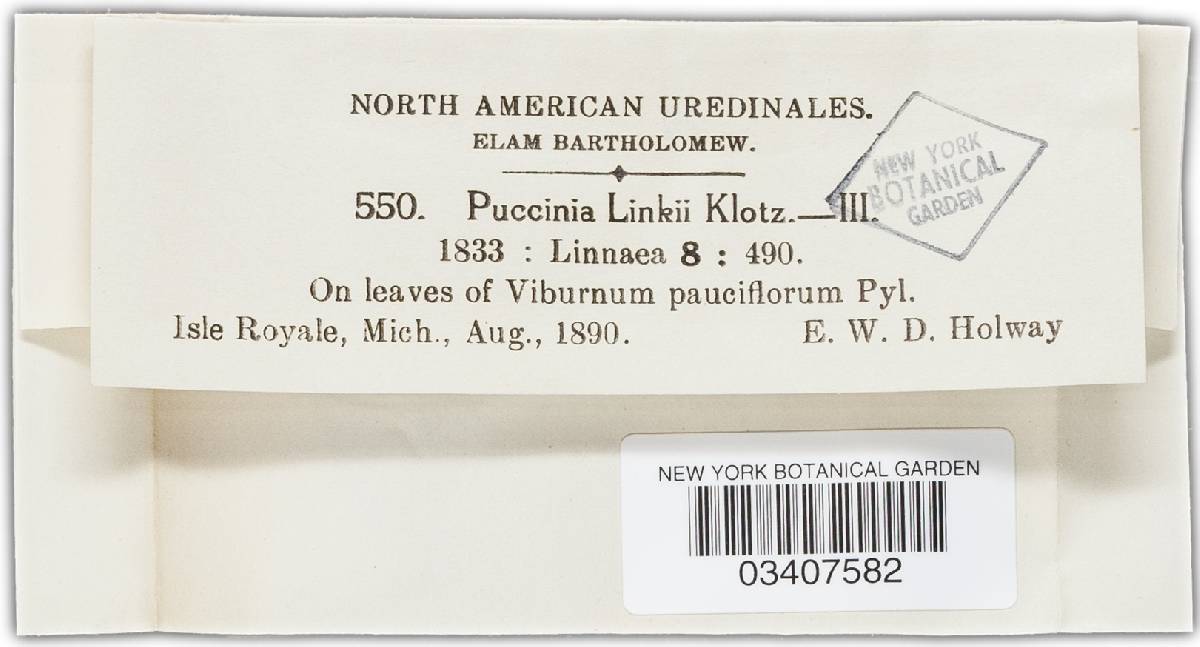 NORTH AMERICAN UREDINALES.
ELAM BARTHOLOMEW.
550. Puccinia Linkii Klotz.—III.
1833 : Linnaea 8 : 490.
On leaves of Viburnum pauciflorum Pyl.
Isle Royale, Mich., Aug., 1890. E. W. D. Holway
NEW YORK
BOTANICAL
GARDEN
NEW YORK BOTANICAL GARDEN
03407582